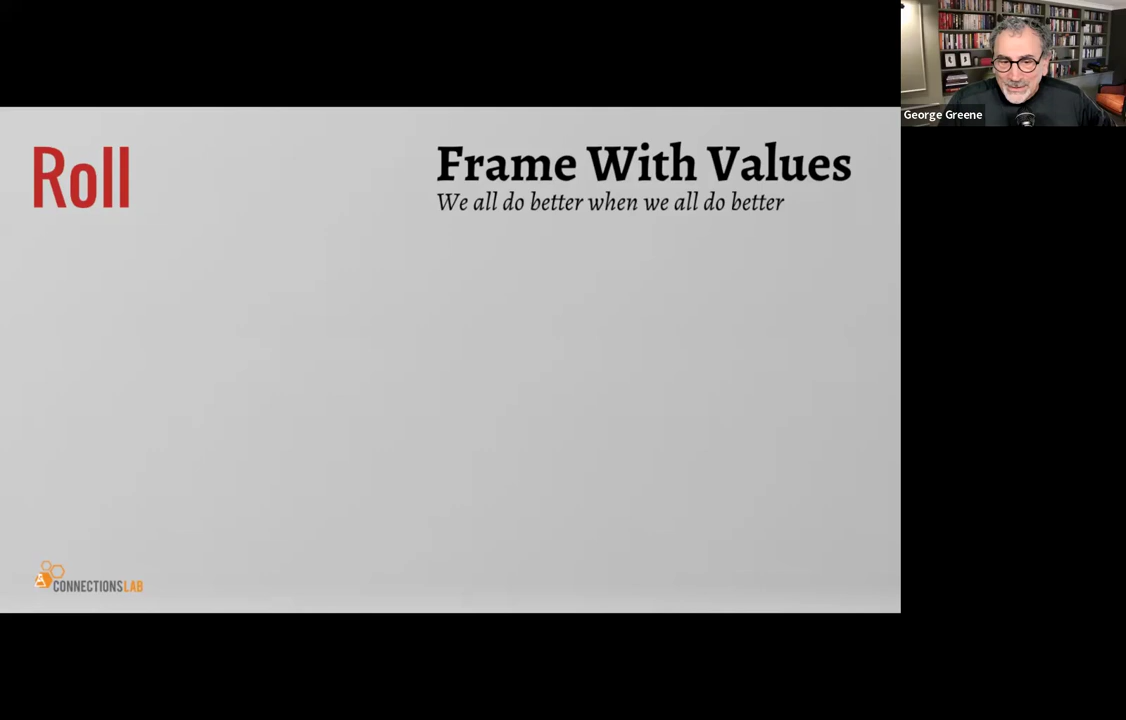 Roll
Frame With Values
We all do better when we all do better
George Greene
CONNECTIONSLAB